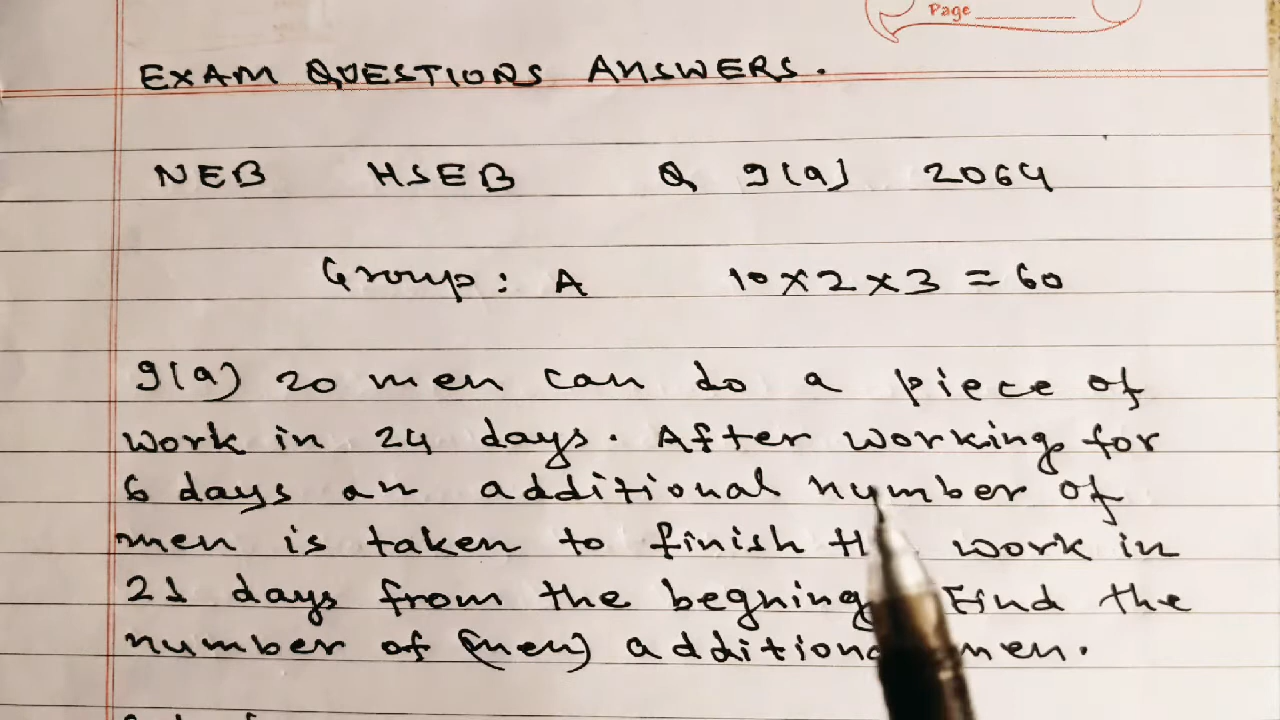 Page
EXAM QUESTIONS ANSWERS.
NEB HSEB Q 9(a) 2064
Group: A 10×2×3 = 60
9(a) 20 men can do a piece of
work in 24 days. After working for
6 days an additional number of
men is taken to finish work in
21 days from the begning Find the
number of (men) additional men.